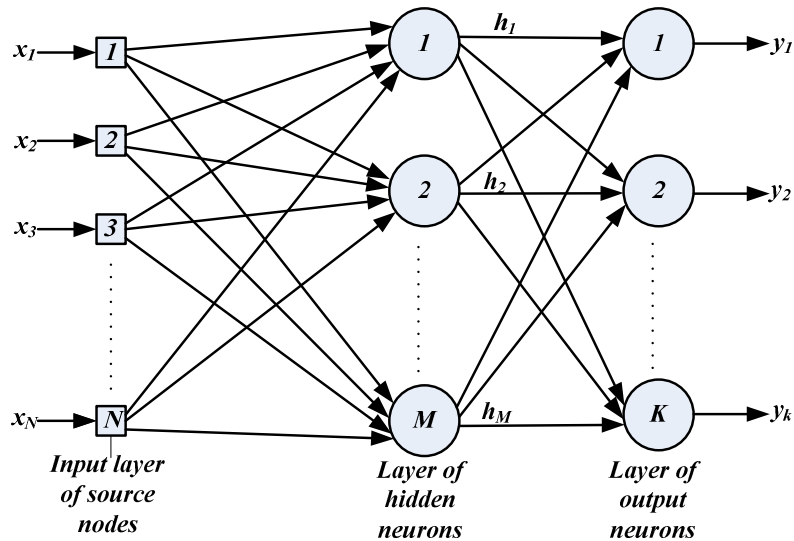 x1 1 1 h1 1 y1
x2 2
2 h2 2 y2
x3 3
xN N M hM K yk
Input layer of source nodes
Layer of hidden neurons
Layer of output neurons